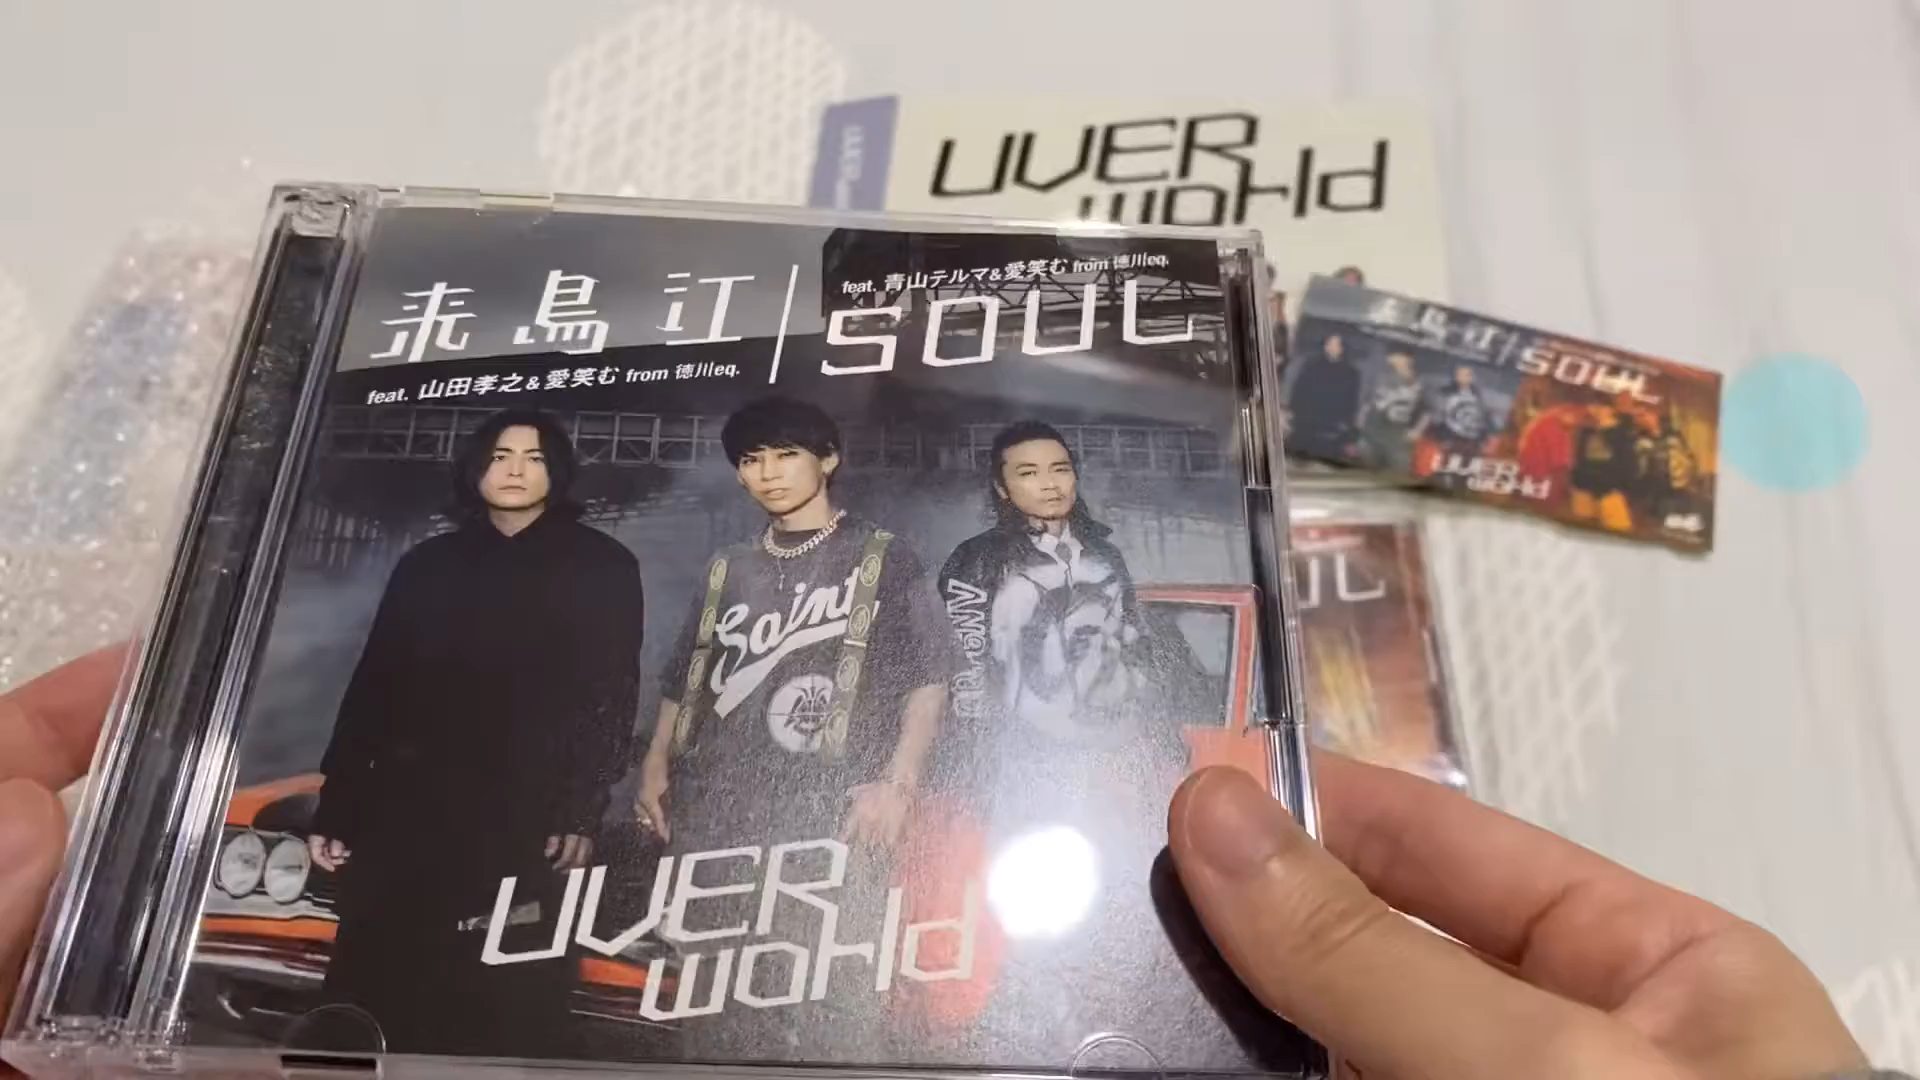 UVER
world
来鳥江
feat. 山田孝之&愛笑む from 徳川eq.
feat. 青山テルマ&愛笑む from 徳川eq.
SOUL
Saint
UVER
world
来鳥江 SOUL
UVER
world